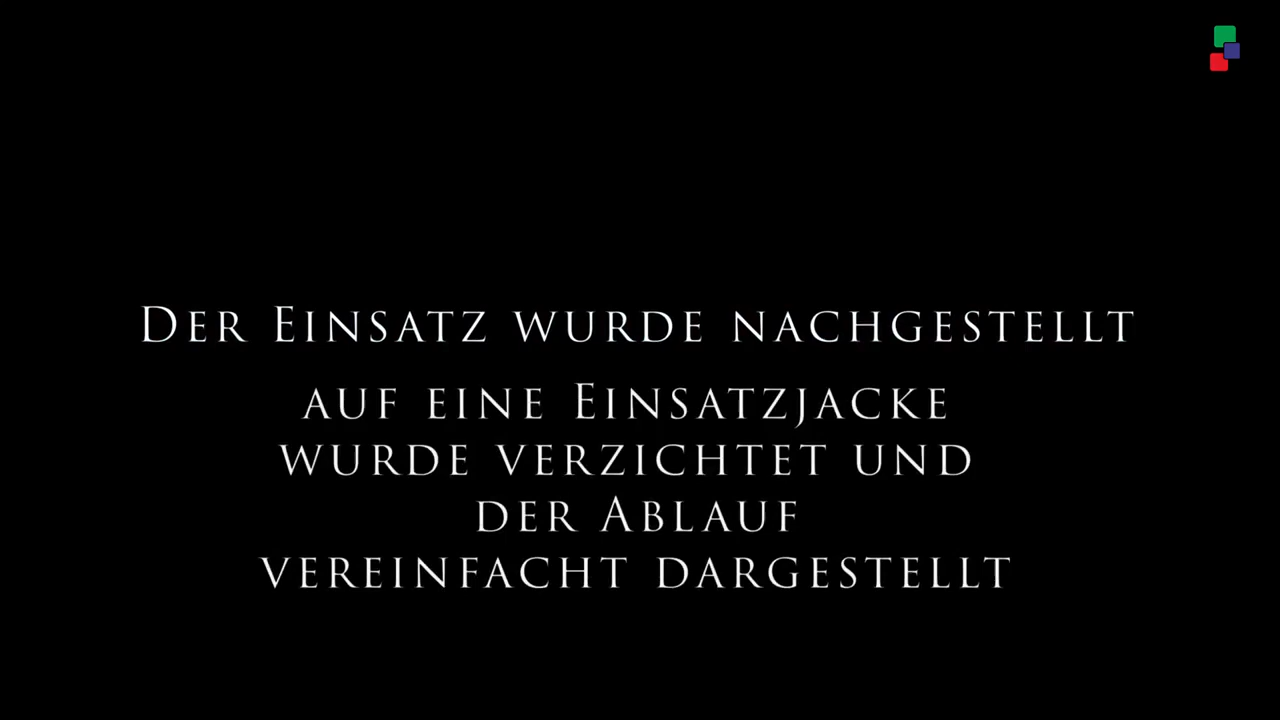 Der Einsatz wurde nachgestellt
auf eine Einsatzjacke
wurde verzichtet und
der Ablauf
vereinfacht dargestellt